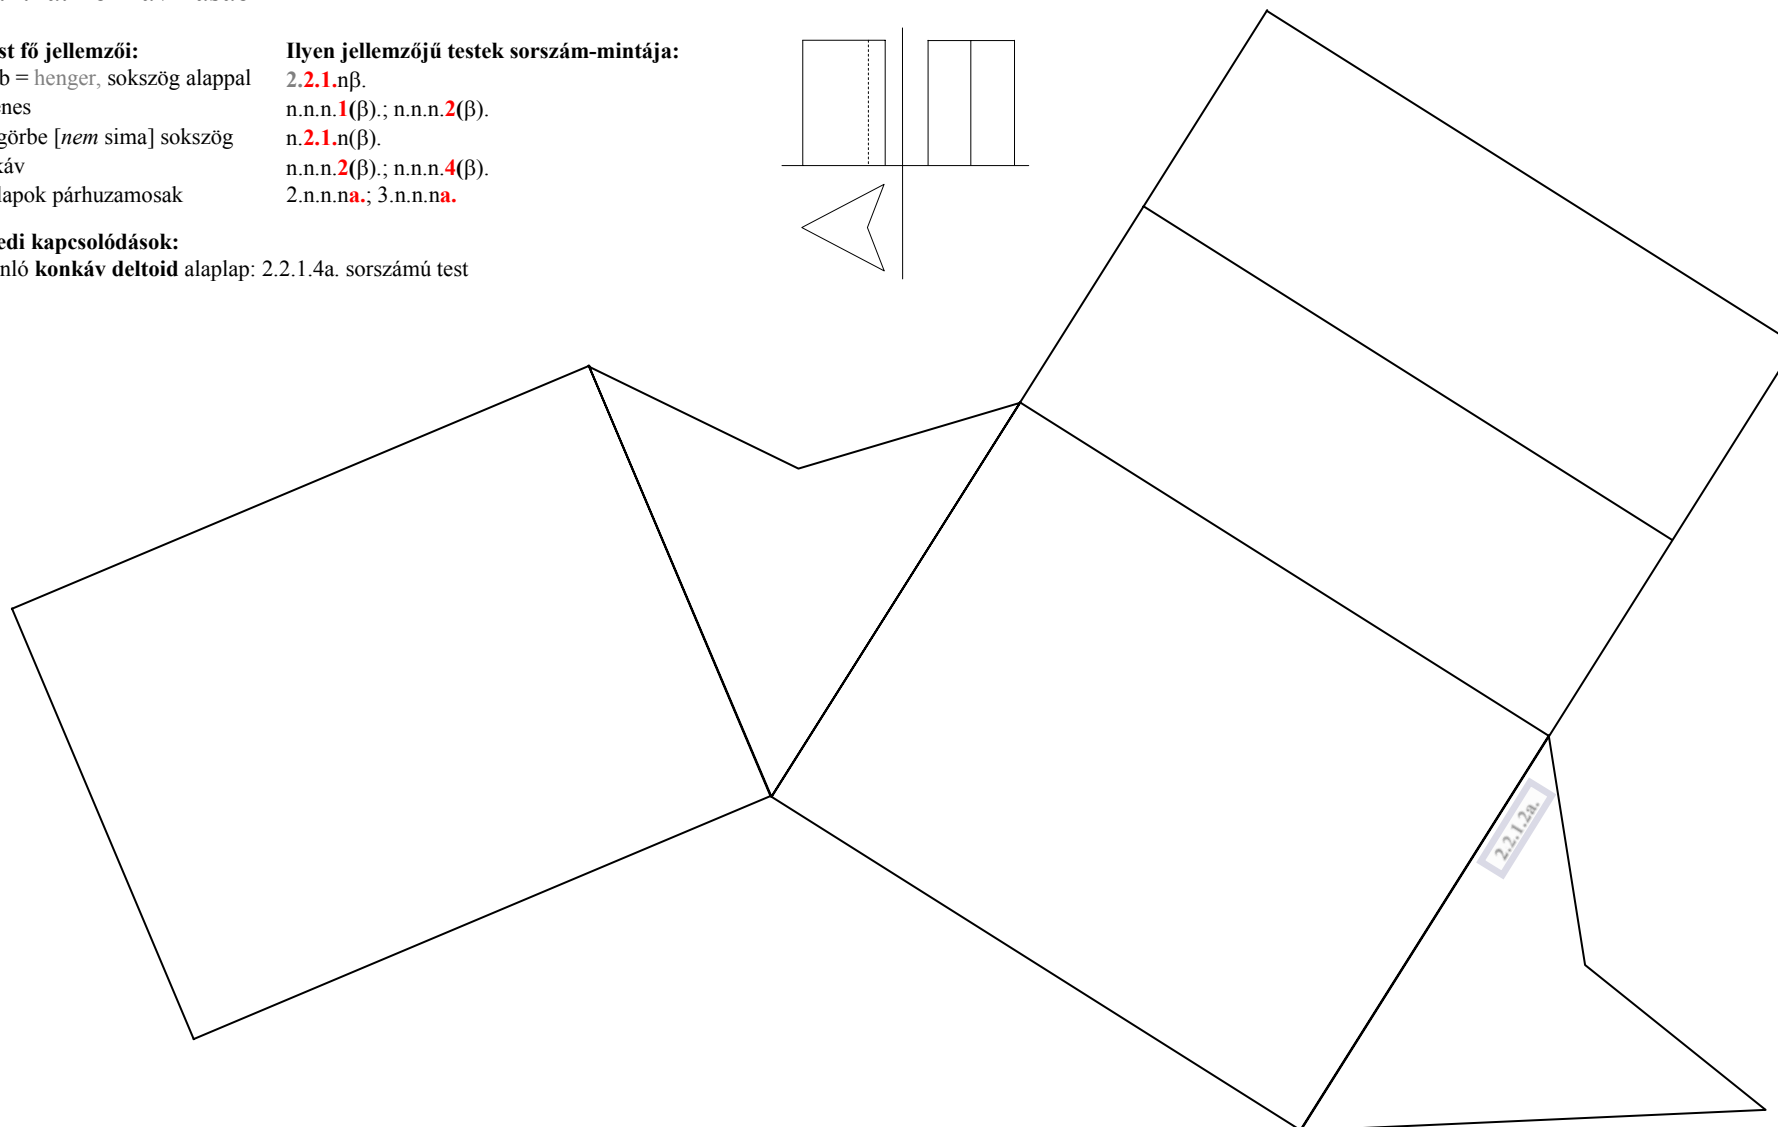 st fő jellemzői:
b = henger, sokszög alappal
enes
görbe [nem sima] sokszög
káv
lapok párhuzamosak
edi kapcsolódások:
nló konkáv deltoid alaplap: 2.2.1.4a. sorszámú test
Ilyen jellemzőjű testek sorszám-mintája:
2.2.1.nβ.
n.n.n.1(β).; n.n.n.2(β).
n.2.1.n(β).
n.n.n.2(β).; n.n.n.4(β).
2.n.n.na.; 3.n.n.na.
2.2.1.2a.